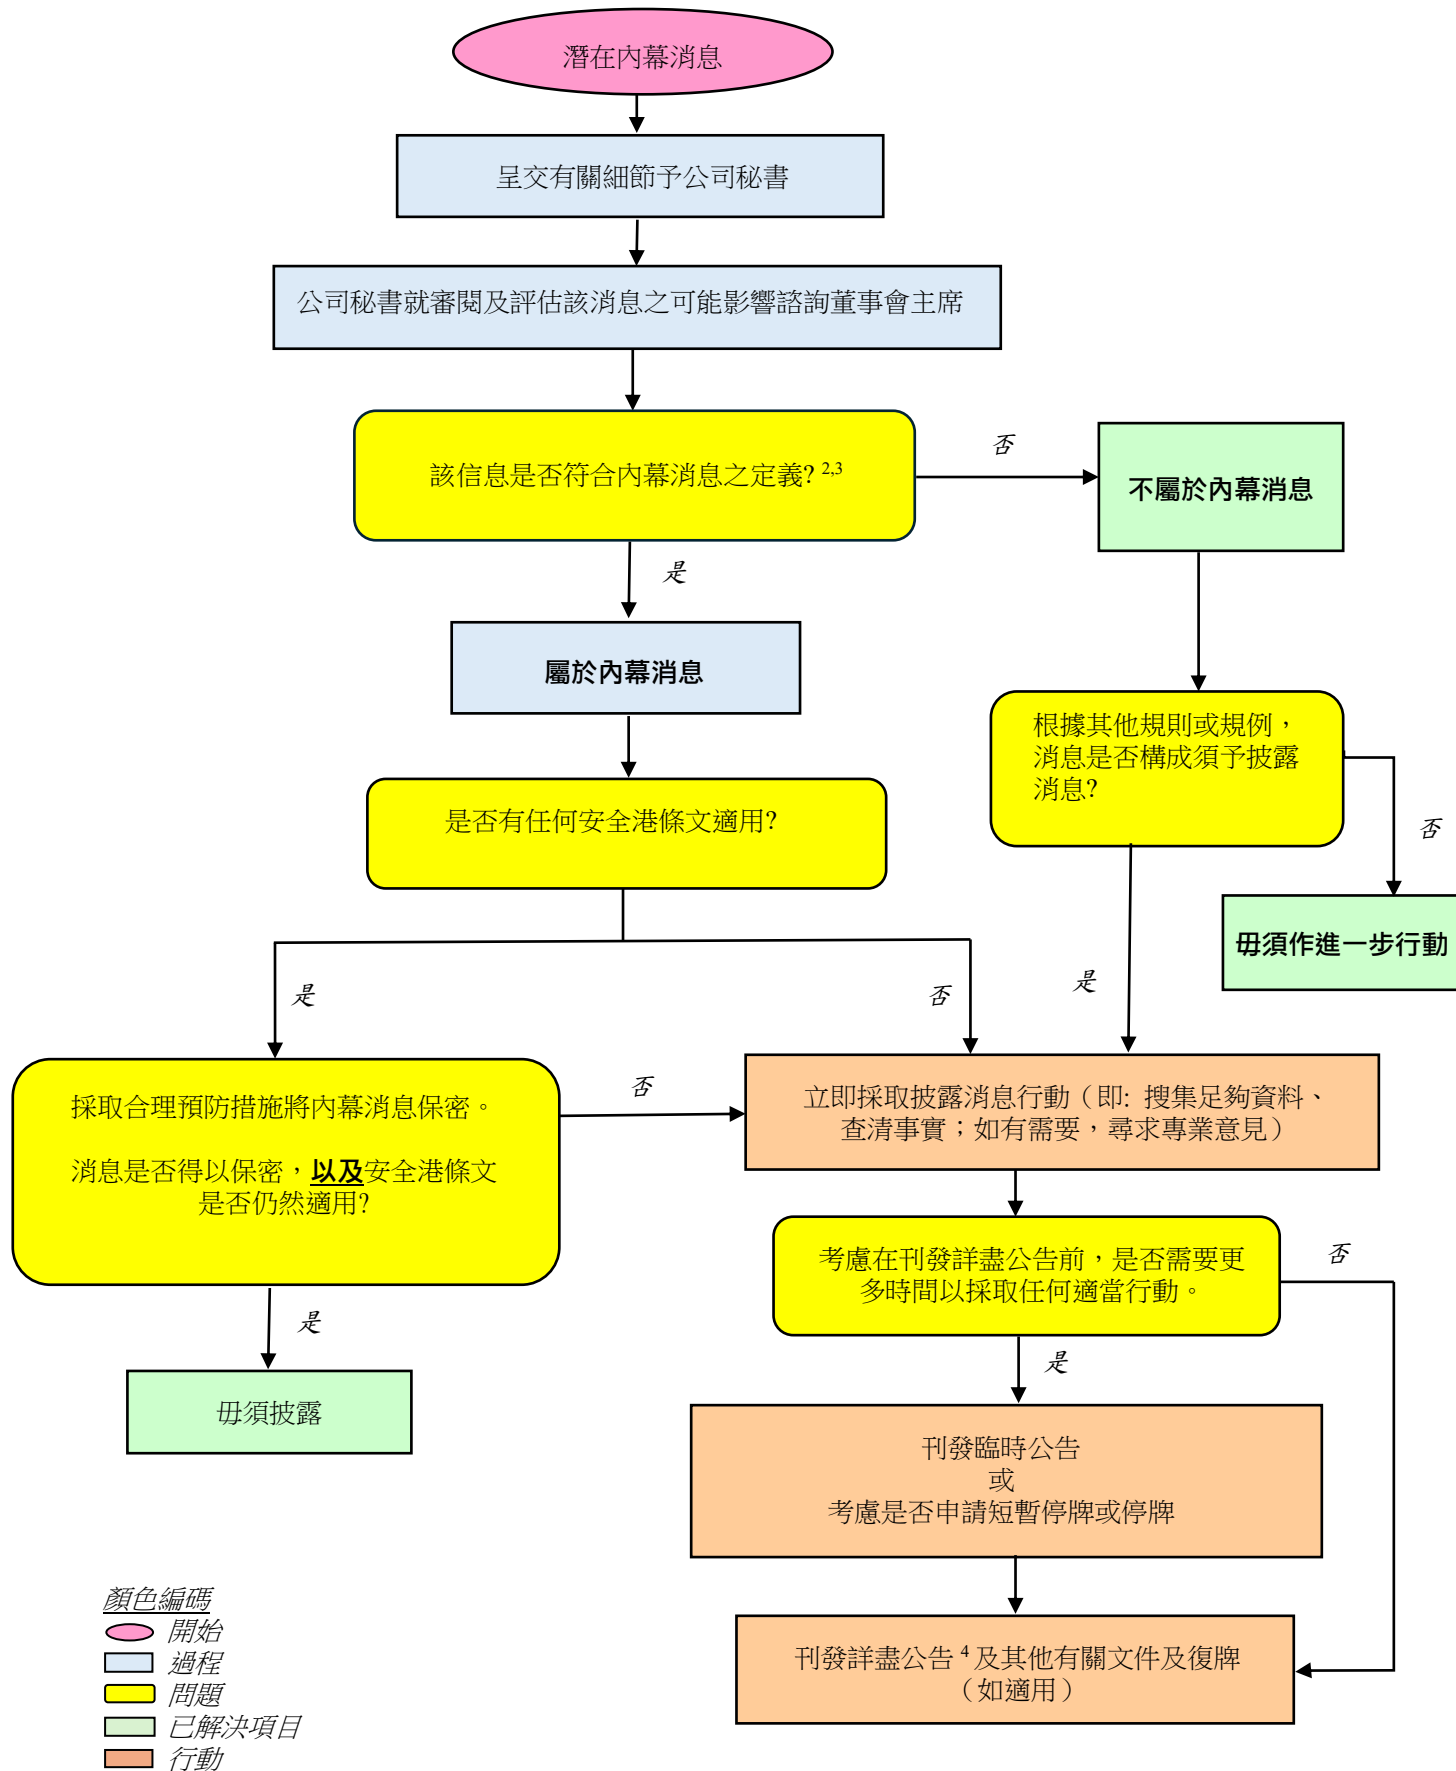 潛在內幕消息
呈交有關細節予公司秘書
公司秘書就審閱及評估該消息之可能影響諮詢董事會主席
該信息是否符合內幕消息之定義? 2,3
否
不屬於內幕消息
是
屬於內幕消息
根據其他規則或規例，
消息是否構成須予披露
消息?
是否有任何安全港條文適用?
否
毋須作進一步行動
是
否
是
採取合理預防措施將內幕消息保密。
消息是否得以保密，以及安全港條文
是否仍然適用?
否
立即採取披露消息行動（即: 搜集足夠資料、
查清事實；如有需要，尋求專業意見）
考慮在刊發詳盡公告前，是否需要更
多時間以採取任何適當行動。
否
是
毋須披露
是
刊發臨時公告
或
考慮是否申請短暫停牌或停牌
刊發詳盡公告 4 及其他有關文件及復牌
（如適用）
顏色編碼
開始
過程
問題
已解決項目
行動